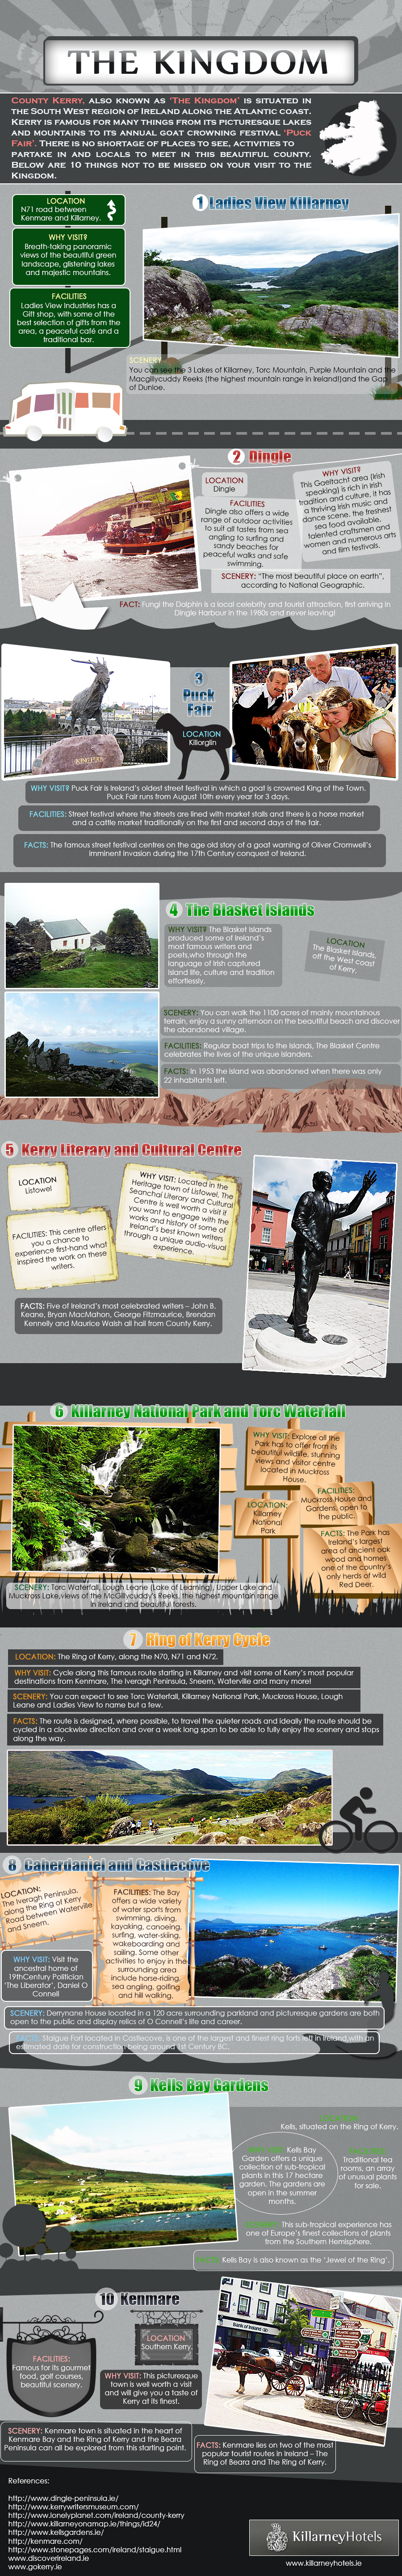 THE KINGDOM
COUNTY KERRY, ALSO KNOWN AS 'THE KINGDOM' IS SITUATED IN
THE SOUTH WEST REGION OF IRELAND ALONG THE ATLANTIC COAST.
KERRY IS FAMOUS FOR MANY THINGS FROM ITS PICTURESQUE LAKES
AND MOUNTAINS TO ITS ANNUAL GOAT CROWNING FESTIVAL 'PUCK
FAIR'. THERE IS NO SHORTAGE OF PLACES TO SEE, ACTIVITIES TO
PARTAKE IN AND LOCALS TO MEET IN THIS BEAUTIFUL COUNTY.
BELOW ARE 10 THINGS NOT TO BE MISSED ON YOUR VISIT TO THE
KINGDOM.
1 Ladies View Killarney
LOCATION
N71 road between
Kenmare and Killarney.
WHY VISIT?
Breath-taking panoramic
views of the beautiful green
landscape, glistening lakes
and majestic mountains.
FACILITIES
Ladies View Industries has a
Gift shop, with some of the
best selection of gifts from the
area, a peaceful café and a
traditional bar.
SCENERY
You can see the 3 Lakes of Killarney, Torc Mountain, Purple Mountain and the
Macgillycuddy Reeks (the highest mountain range in Ireland!)and the Gap
of Dunloe.
2 Dingle
LOCATION
Dingle
FACILITIES
Dingle also offers a wide
range of outdoor activities
to suit all tastes from sea
angling to surfing and
sandy beaches for
peaceful walks and safe
swimming.
WHY VISIT?
This Gaeltacht area (Irish
speaking) is rich in Irish
tradition and culture, it has
a thriving Irish music and
dance scene, the freshest
sea food available,
talented craftsmen and
women and numerous arts
and film festivals.
SCENERY: "The most beautiful place on earth",
according to National Geographic.
FACT: Fungi the Dolphin is a local celebrity and tourist attraction, first arriving in
Dingle Harbour in the 1980s and never leaving!
3
Puck
Fair
LOCATION
Killorglin
KING PUCK
WHY VISIT? Puck Fair is Ireland's oldest street festival in which a goat is crowned King of the Town.
Puck Fair runs from August 10th every year for 3 days.
FACILITIES: Street festival where the streets are lined with market stalls and there is a horse market
and a cattle market traditionally on the first and second days of the fair.
FACTS: The famous street festival centres on the age old story of a goat warning of Oliver Cromwell's
imminent invasion during the 17th Century conquest of Ireland.
4 The Blasket Islands
WHY VISIT? The Blasket Islands
produced some of Ireland's
most famous writers and
poets,who through the
language of Irish captured
island life, culture and tradition
effortlessly.
LOCATION
The Blasket Islands,
off the West coast
of Kerry.
SCENERY: You can walk the 1100 acres of mainly mountainous
terrain, enjoy a sunny afternoon on the beautiful beach and discover
the abandoned village.
FACILITIES: Regular boat trips to the islands, The Blasket Centre
celebrates the lives of the unique islanders.
FACTS: In 1953 the island was abandoned when there was only
22 inhabitants left.
5 Kerry Literary and Cultural Centre
LOCATION
Listowel
WHY VISIT: Located in the
Heritage town of Listowel, The
Seanchaí Literary and Cultural
Centre is well worth a visit if
you want to engage with the
works and history of some of
Ireland's best known writers
through a unique audio-visual
experience.
FACILITIES: This centre offers
you a chance to
experience first-hand what
inspired the work on these
writers.
FACTS: Five of Ireland's most celebrated writers – John B.
Keane, Bryan MacMahon, George Fitzmaurice, Brendan
Kennelly and Maurice Walsh all hail from County Kerry.
6 Killarney National Park and Torc Waterfall
WHY VISIT: Explore all the
Park has to offer from its
beautiful wildlife, stunning
views and visitor centre
located in Muckross
House.
FACILITIES:
Muckross House and
Gardens, open to
the public.
LOCATION:
Killarney
National
Park
FACTS: The Park has
Ireland's largest
area of ancient oak
wood and homes
one of the country's
only herds of wild
Red Deer.
SCENERY: Torc Waterfall, Lough Leane (Lake of Learning), Upper Lake and
Muckross Lake,views of the McGillycuddy's Reeks, the highest mountain range
in Ireland and beautiful forests.
7 Ring of Kerry Cycle
LOCATION: The Ring of Kerry, along the N70, N71 and N72.
WHY VISIT: Cycle along this famous route starting in Killarney and visit some of Kerry's most popular
destinations from Kenmare, The Iveragh Peninsula, Sneem, Waterville and many more!
SCENERY: You can expect to see Torc Waterfall, Killarney National Park, Muckross House, Lough
Leane and Ladies View to name but a few.
FACTS: The route is designed, where possible, to travel the quieter roads and ideally the route should be
cycled in a clockwise direction and over a week long span to be able to fully enjoy the scenery and stops
along the way.
8 Caherdaniel and Castlecove
LOCATION:
The Iveragh Peninsula,
along the Ring of Kerry
Road between Waterville
and Sneem.
FACILITIES: The Bay
offers a wide variety
of water sports from
swimming, diving,
kayaking, canoeing,
surfing, water-skiing,
wakeboarding and
sailing. Some other
activities to enjoy in the
surrounding area
include horse-riding,
sea angling, golfing
and hill walking.
WHY VISIT: Visit the
ancestral home of
19thCentury Politician
'The Liberator', Daniel O
Connell
SCENERY: Derrynane House located in a 120 acre surrounding parkland and picturesque gardens are both
open to the public and display relics of O Connell's life and career.
FACTS: Staigue Fort located in Castlecove, is one of the largest and finest ring forts left in Ireland,with an
estimated date for construction being around 1st Century BC.
9 Kells Bay Gardens
LOCATION:
Kells, situated on the Ring of Kerry.
WHY VISIT: Kells Bay
Garden offers a unique
collection of sub-tropical
plants in this 17 hectare
garden. The gardens are
open in the summer
months.
FACILITIES:
Traditional tea
rooms, an array
of unusual plants
for sale.
SCENERY: This sub-tropical experience has
one of Europe's finest collections of plants
from the Southern Hemisphere.
FACTS: Kells Bay is also known as the 'Jewel of the Ring'.
10 Kenmare
FACILITIES:
Famous for its gourmet
food, golf courses,
beautiful scenery.
LOCATION
Southern Kerry.
WHY VISIT: This picturesque
town is well worth a visit
and will give you a taste of
Kerry at its finest.
SCENERY: Kenmare town is situated in the heart of
Kenmare Bay and the Ring of Kerry and the Beara
Peninsula can all be explored from this starting point.
FACTS: Kenmare lies on two of the most
popular tourist routes in Ireland – The
Ring of Beara and The Ring of Kerry.
References:
http://www.dingle-peninsula.ie/
http://www.kerrywritersmuseum.com/
http://www.lonelyplanet.com/ireland/county-kerry
http://www.killarneyonamap.ie/things/id24/
http://www.kellsgardens.ie/
http://kenmare.com/
http://www.stonepages.com/ireland/staigue.html
www.discoverireland.ie
www.gokerry.ie
KillarneyHotels
www.killarneyhotels.ie